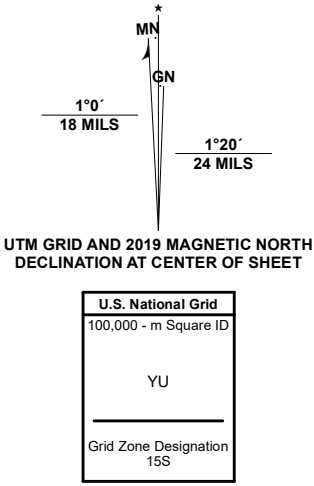 MN
GN
1°0´
18 MILS
1°20´
24 MILS
UTM GRID AND 2019 MAGNETIC NORTH
DECLINATION AT CENTER OF SHEET
U.S. National Grid
100,000 - m Square ID
YU
Grid Zone Designation
15S